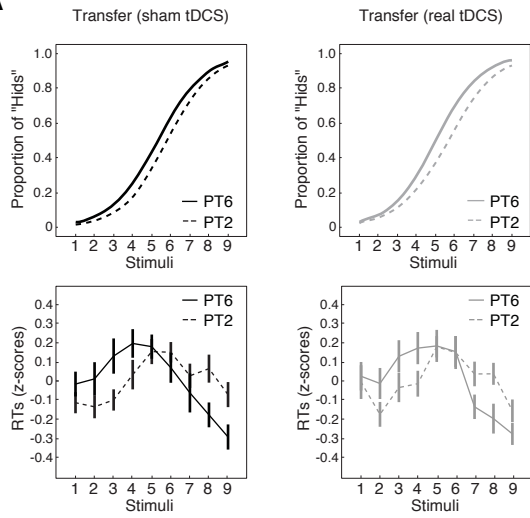 A
Transfer (sham tDCS)
Transfer (real tDCS)
Proportion of "Hids"
1.0
0.8
0.6
0.4
0.2
0
PT6
PT2
1 2 3 4 5 6 7 8 9
Stimuli
Proportion of "Hids"
1.0
0.8
0.6
0.4
0.2
0
PT6
PT2
1 2 3 4 5 6 7 8 9
Stimuli
RTs (z-scores)
0.4
0.3
0.2
0.1
0
-0.1
-0.2
-0.3
-0.4
PT6
PT2
1 2 3 4 5 6 7 8 9
Stimuli
RTs (z-scores)
0.4
0.3
0.2
0.1
0
-0.1
-0.2
-0.3
-0.4
PT6
PT2
1 2 3 4 5 6 7 8 9
Stimuli